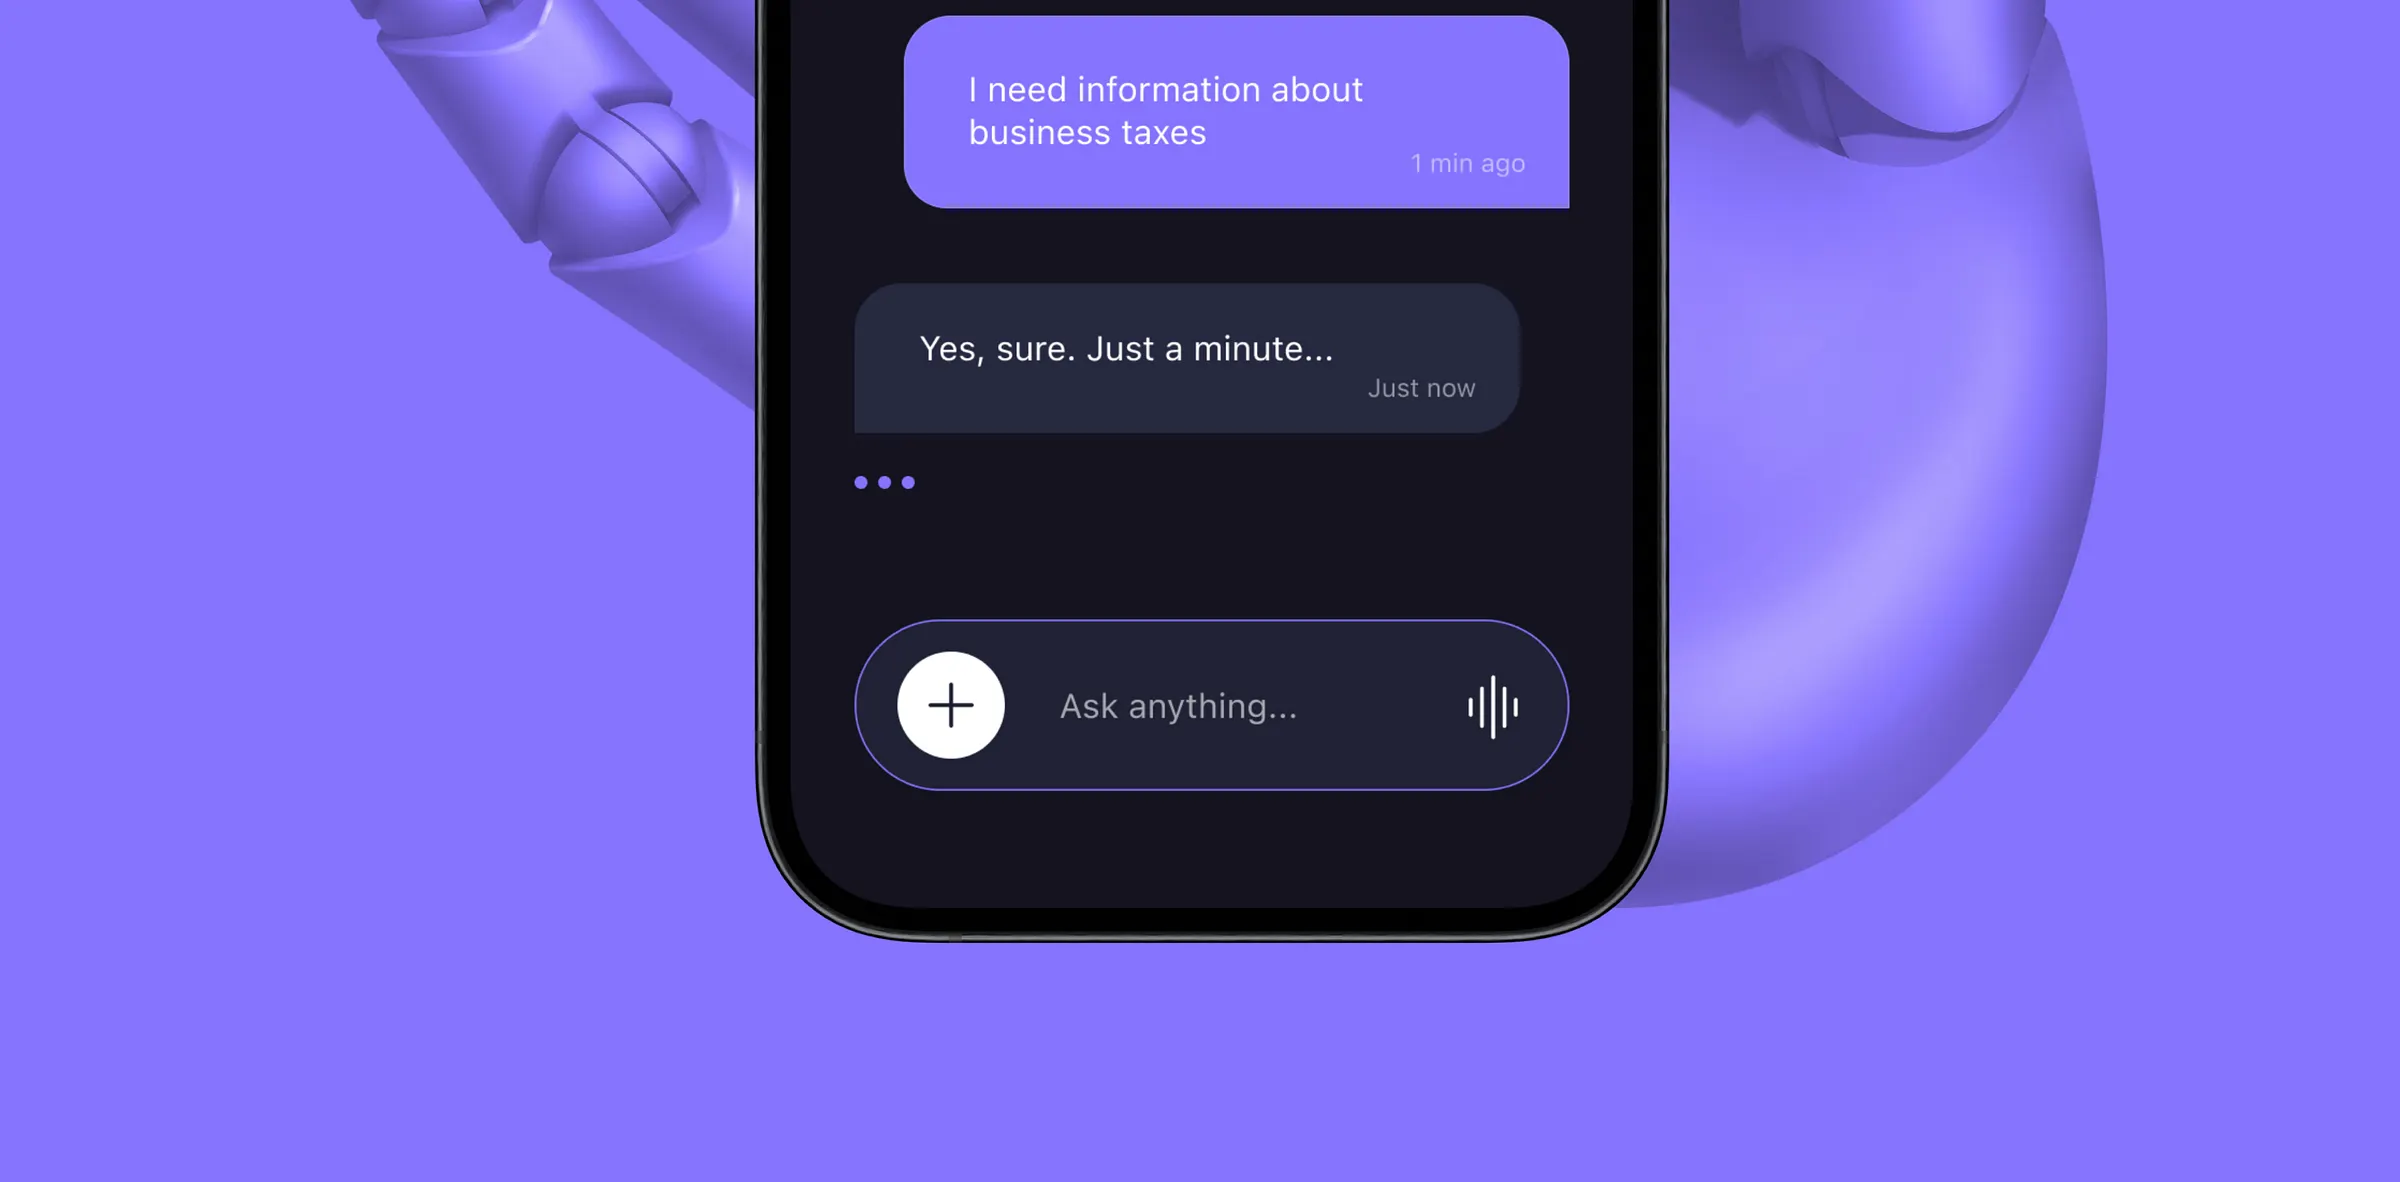 I need information about
business taxes
1 min ago
Yes, sure. Just a minute...
Just now
Ask anything...